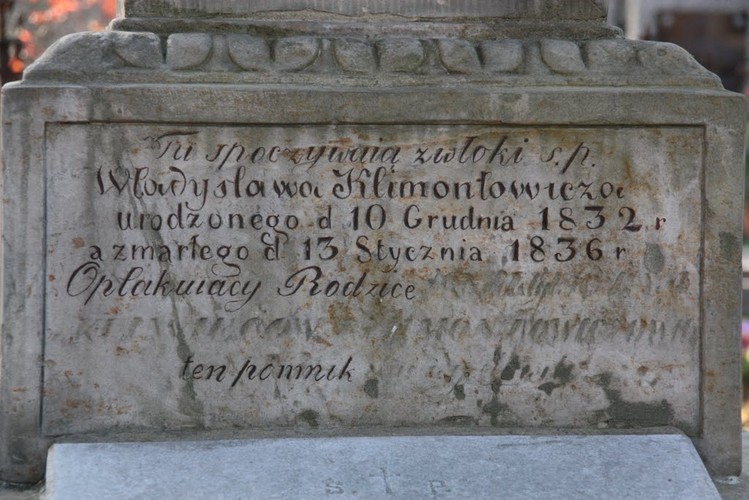 Tu spoczywaią zwłoki ś.p.
Władysława Klimontowicza
urodzonego d 10 Grudnia 1832 r
a zmarłego d 13 Stycznia 1836 r
Opłakuiący Rodzice
ten pomnik
Ś. † P.